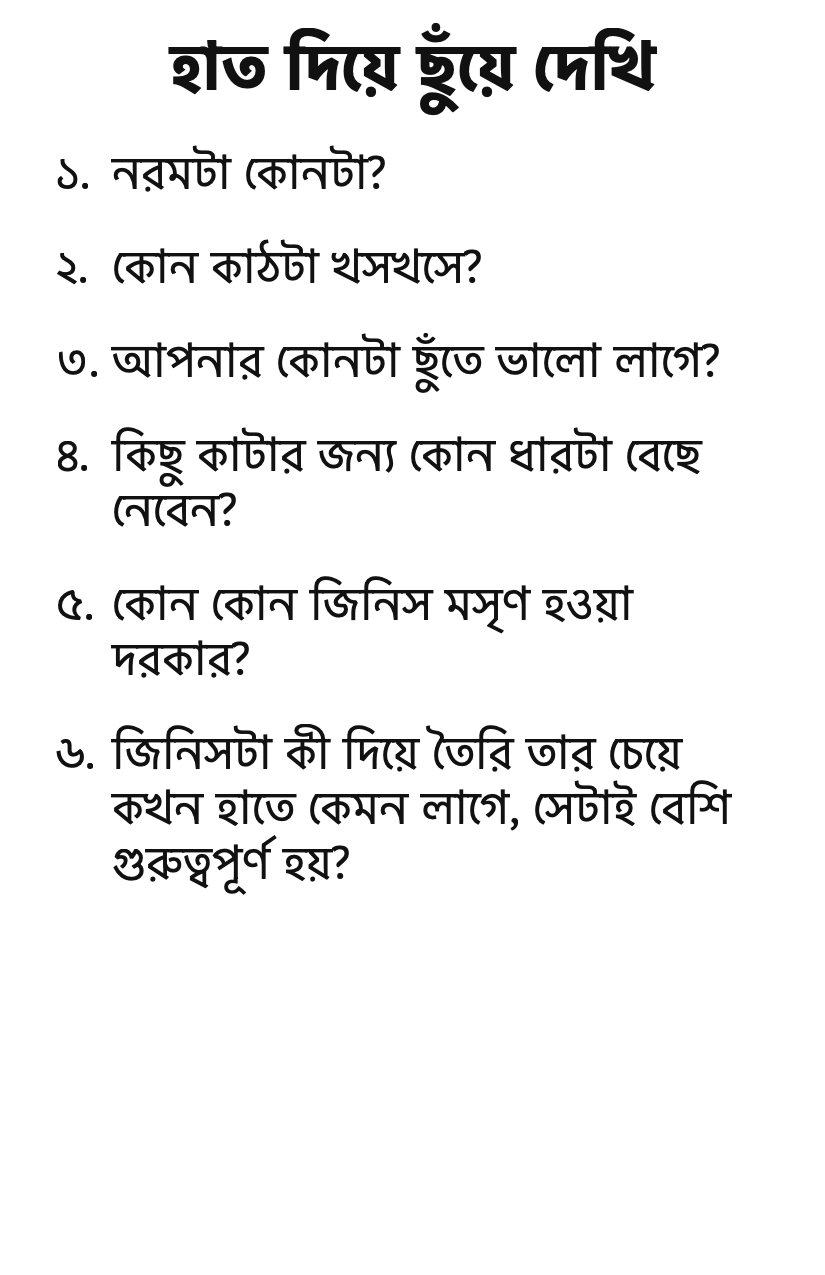 হাত দিয়ে ছুঁয়ে দেখি
১. নরমটা কোনটা?
২. কোন কাঠটা খসখসে?
৩. আপনার কোনটা ছুঁতে ভালো লাগে?
৪. কিছু কাটার জন্য কোন ধারটা বেছে
নেবেন?
৫. কোন কোন জিনিস মসৃণ হওয়া
দরকার?
৬. জিনিসটা কী দিয়ে তৈরি তার চেয়ে
কখন হাতে কেমন লাগে, সেটাই বেশি
গুরুত্বপূর্ণ হয়?